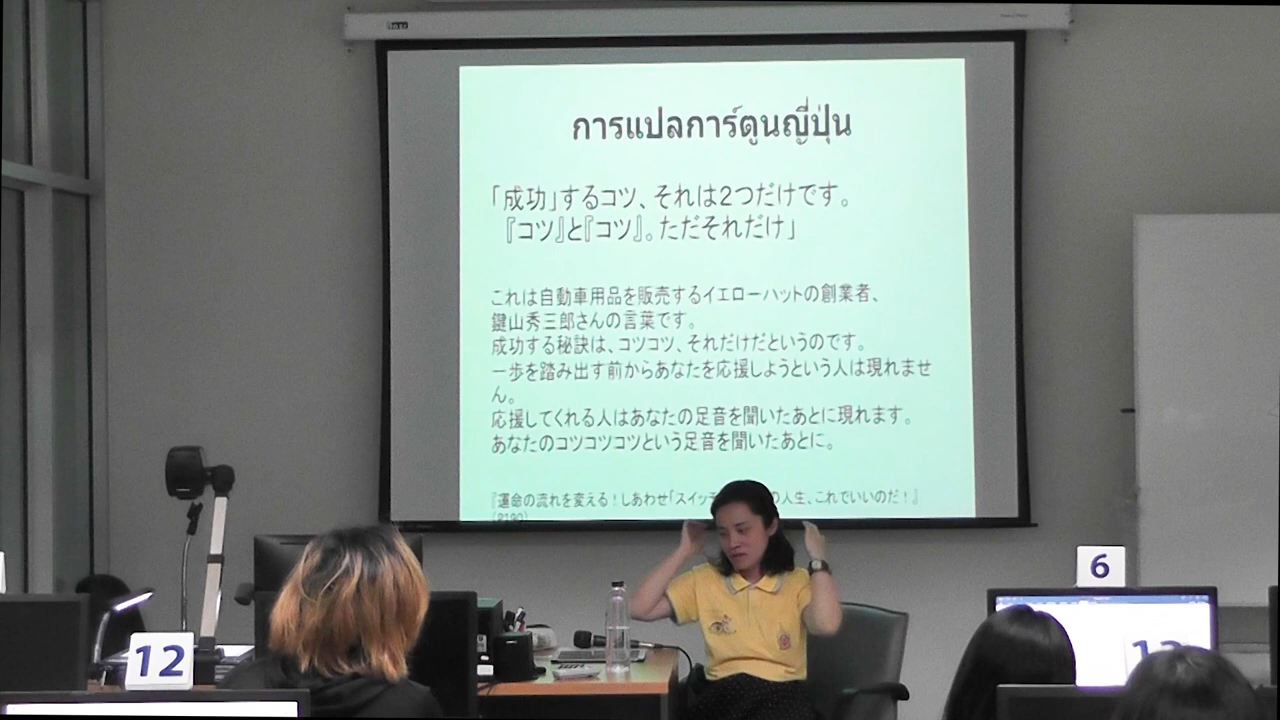 การแปลการ์ตูนญี่ปุ่น
「成功」するコツ、それは2つだけです。
『コツ』と『コツ』。ただそれだけ」
これは自動車用品を販売するイエローハットの創業者、
鍵山秀三郎さんの言葉です。
成功する秘訣は、コツコツ、それだけだというのです。
一歩を踏み出す前からあなたを応援しようという人は現れませ
ん。
応援してくれる人はあなたの足音を聞いたあとに現れます。
あなたのコツコツコツという足音を聞いたあとに。
『運命の流れを変える！しあわせ「スイッチ の人生、これでいいのだ！』
6
12